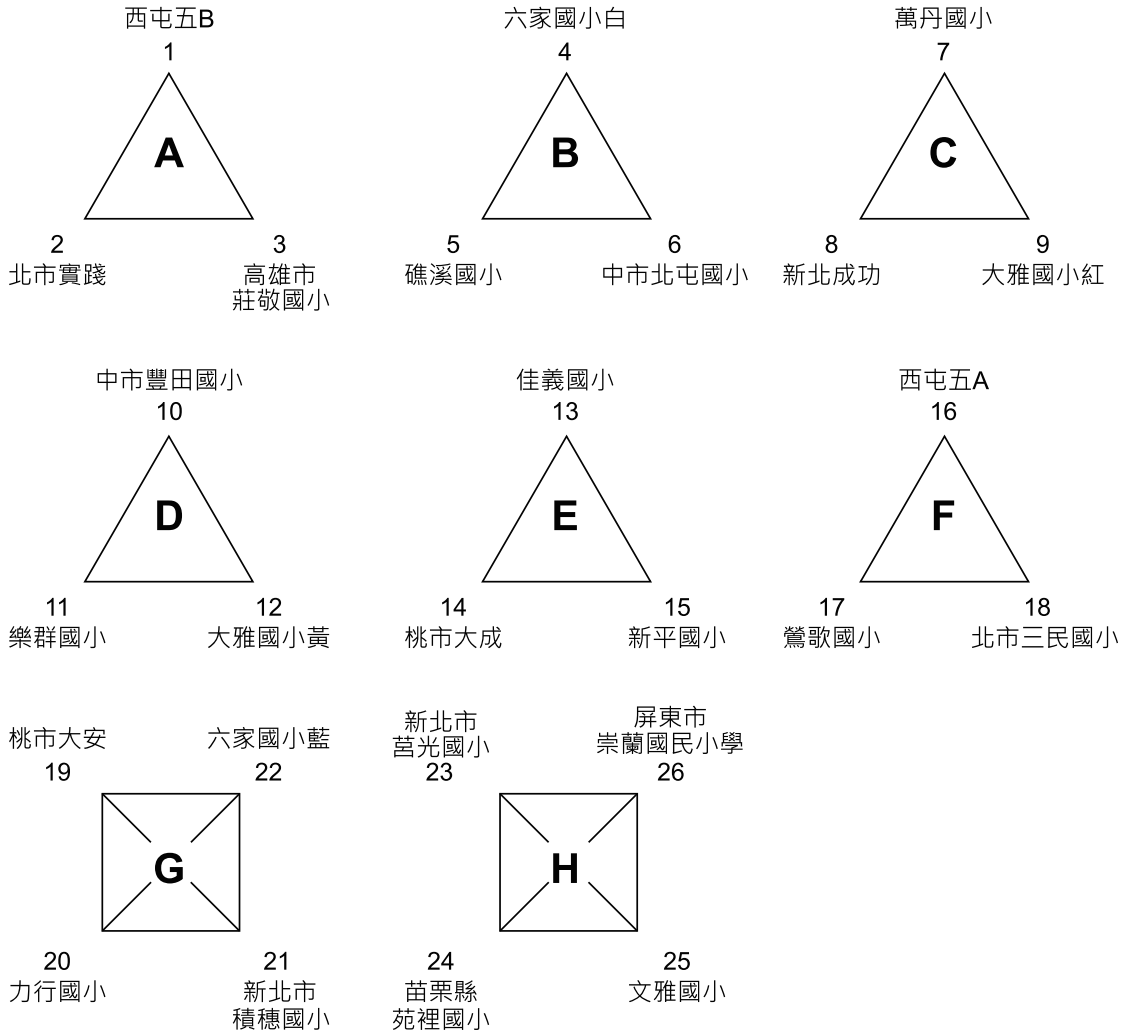 西屯五B
1
A
2
北市實踐
3
高雄市
莊敬國小
六家國小白
4
B
5
礁溪國小
6
中市北屯國小
萬丹國小
7
C
8
新北成功
9
大雅國小紅
中市豐田國小
10
D
11
樂群國小
12
大雅國小黃
佳義國小
13
E
14
桃市大成
15
新平國小
西屯五A
16
F
17
鶯歌國小
18
北市三民國小
桃市大安
19
六家國小藍
22
G
20
力行國小
21
新北市
積穗國小
新北市
莒光國小
23
屏東市
崇蘭國民小學
26
H
24
苗栗縣
苑裡國小
25
文雅國小